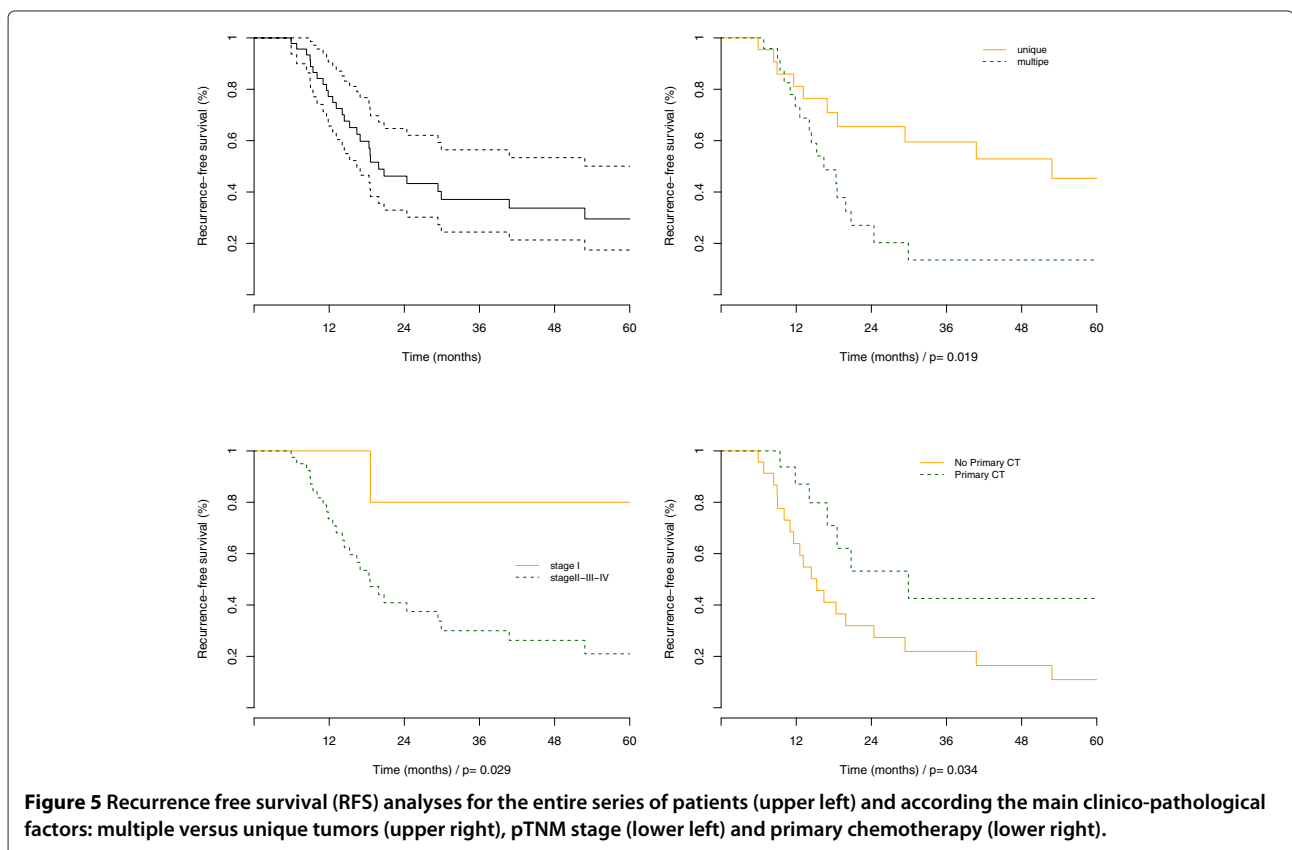 1
0.8
0.6
0.4
0.2
Recurrence−free survival (%)
12 24 36 48 60
Time (months)
1
0.8
0.6
0.4
0.2
Recurrence−free survival (%)
unique
multipe
12 24 36 48 60
Time (months) / p= 0.019
1
0.8
0.6
0.4
0.2
Recurrence−free survival (%)
stage I
stageII−III−IV
12 24 36 48 60
Time (months) / p= 0.029
1
0.8
0.6
0.4
0.2
Recurrence−free survival (%)
No Primary CT
Primary CT
12 24 36 48 60
Time (months) / p= 0.034
Figure 5 Recurrence free survival (RFS) analyses for the entire series of patients (upper left) and according the main clinico-pathological
factors: multiple versus unique tumors (upper right), pTNM stage (lower left) and primary chemotherapy (lower right).